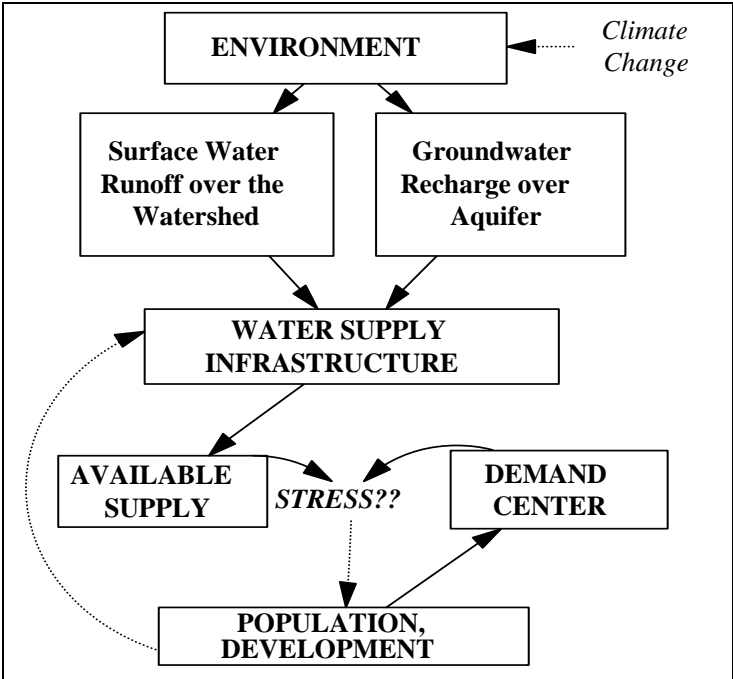 ENVIRONMENT
Climate
Change
Surface Water
Runoff over the
Watershed
Groundwater
Recharge over
Aquifer
WATER SUPPLY
INFRASTRUCTURE
AVAILABLE
SUPPLY
STRESS??
DEMAND
CENTER
POPULATION,
DEVELOPMENT